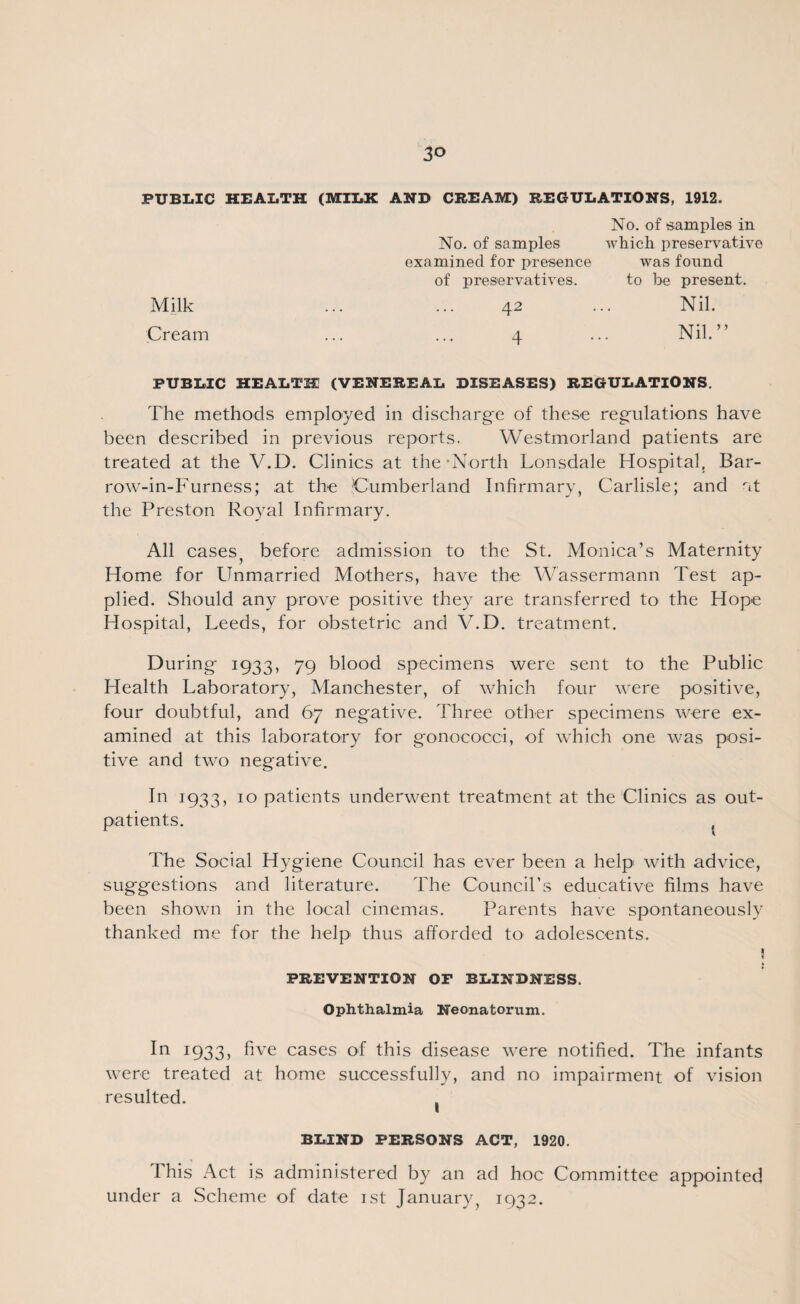 30
PUBLIC HEALTH (MILK AND CREAM) REGULATIONS, 1912.
No. of samples in
No. of samples which preservative
examined for presence was found
of preservatives. to be present.
Milk ... ... 42 ... Nil.
Cream ... ... 4 ... Nil.”
PUBLIC HEALTH (VENEREAL DISEASES) REGULATIONS.
The methods employed in discharge of these regulations have
been described in previous reports. Westmorland patients are
treated at the V.D. Clinics at the North Lonsdale Hospital, Bar-
row-in-Furness; at the Cumberland Infirmary, Carlisle; and at
the Preston Royal Infirmary.
All cases, before admission to the St. Monica’s Maternity
Home for Unmarried Mothers, have the Wassermann Test ap-
plied. Should any prove positive they are transferred to the Hope
Hospital, Leeds, for obstetric and V.D. treatment.
During 1933, 79 blood specimens were sent to the Public
Health Laboratory, Manchester, of which four were positive,
four doubtful, and 67 negative. Three other specimens were ex-
amined at this laboratory for gonococci, of which one was posi-
tive and two negative.
In 1933, 10 patients underwent treatment at the Clinics as out-
patients.
The Social Hygiene Council has ever been a help with advice,
suggestions and literature. The Council’s educative films have
been shown in the local cinemas. Parents have spontaneously
thanked me for the help thus afforded to adolescents.
PREVENTION OF BLINDNESS.
Ophthalmia Neonatorum.
In 1933, five cases of this disease were notified. The infants
were treated at home successfully, and no impairment of vision
resulted.
BLIND PERSONS ACT, 1920.
This Act is administered by an ad hoc Committee appointed
under a Scheme of date 1st January, 1932.